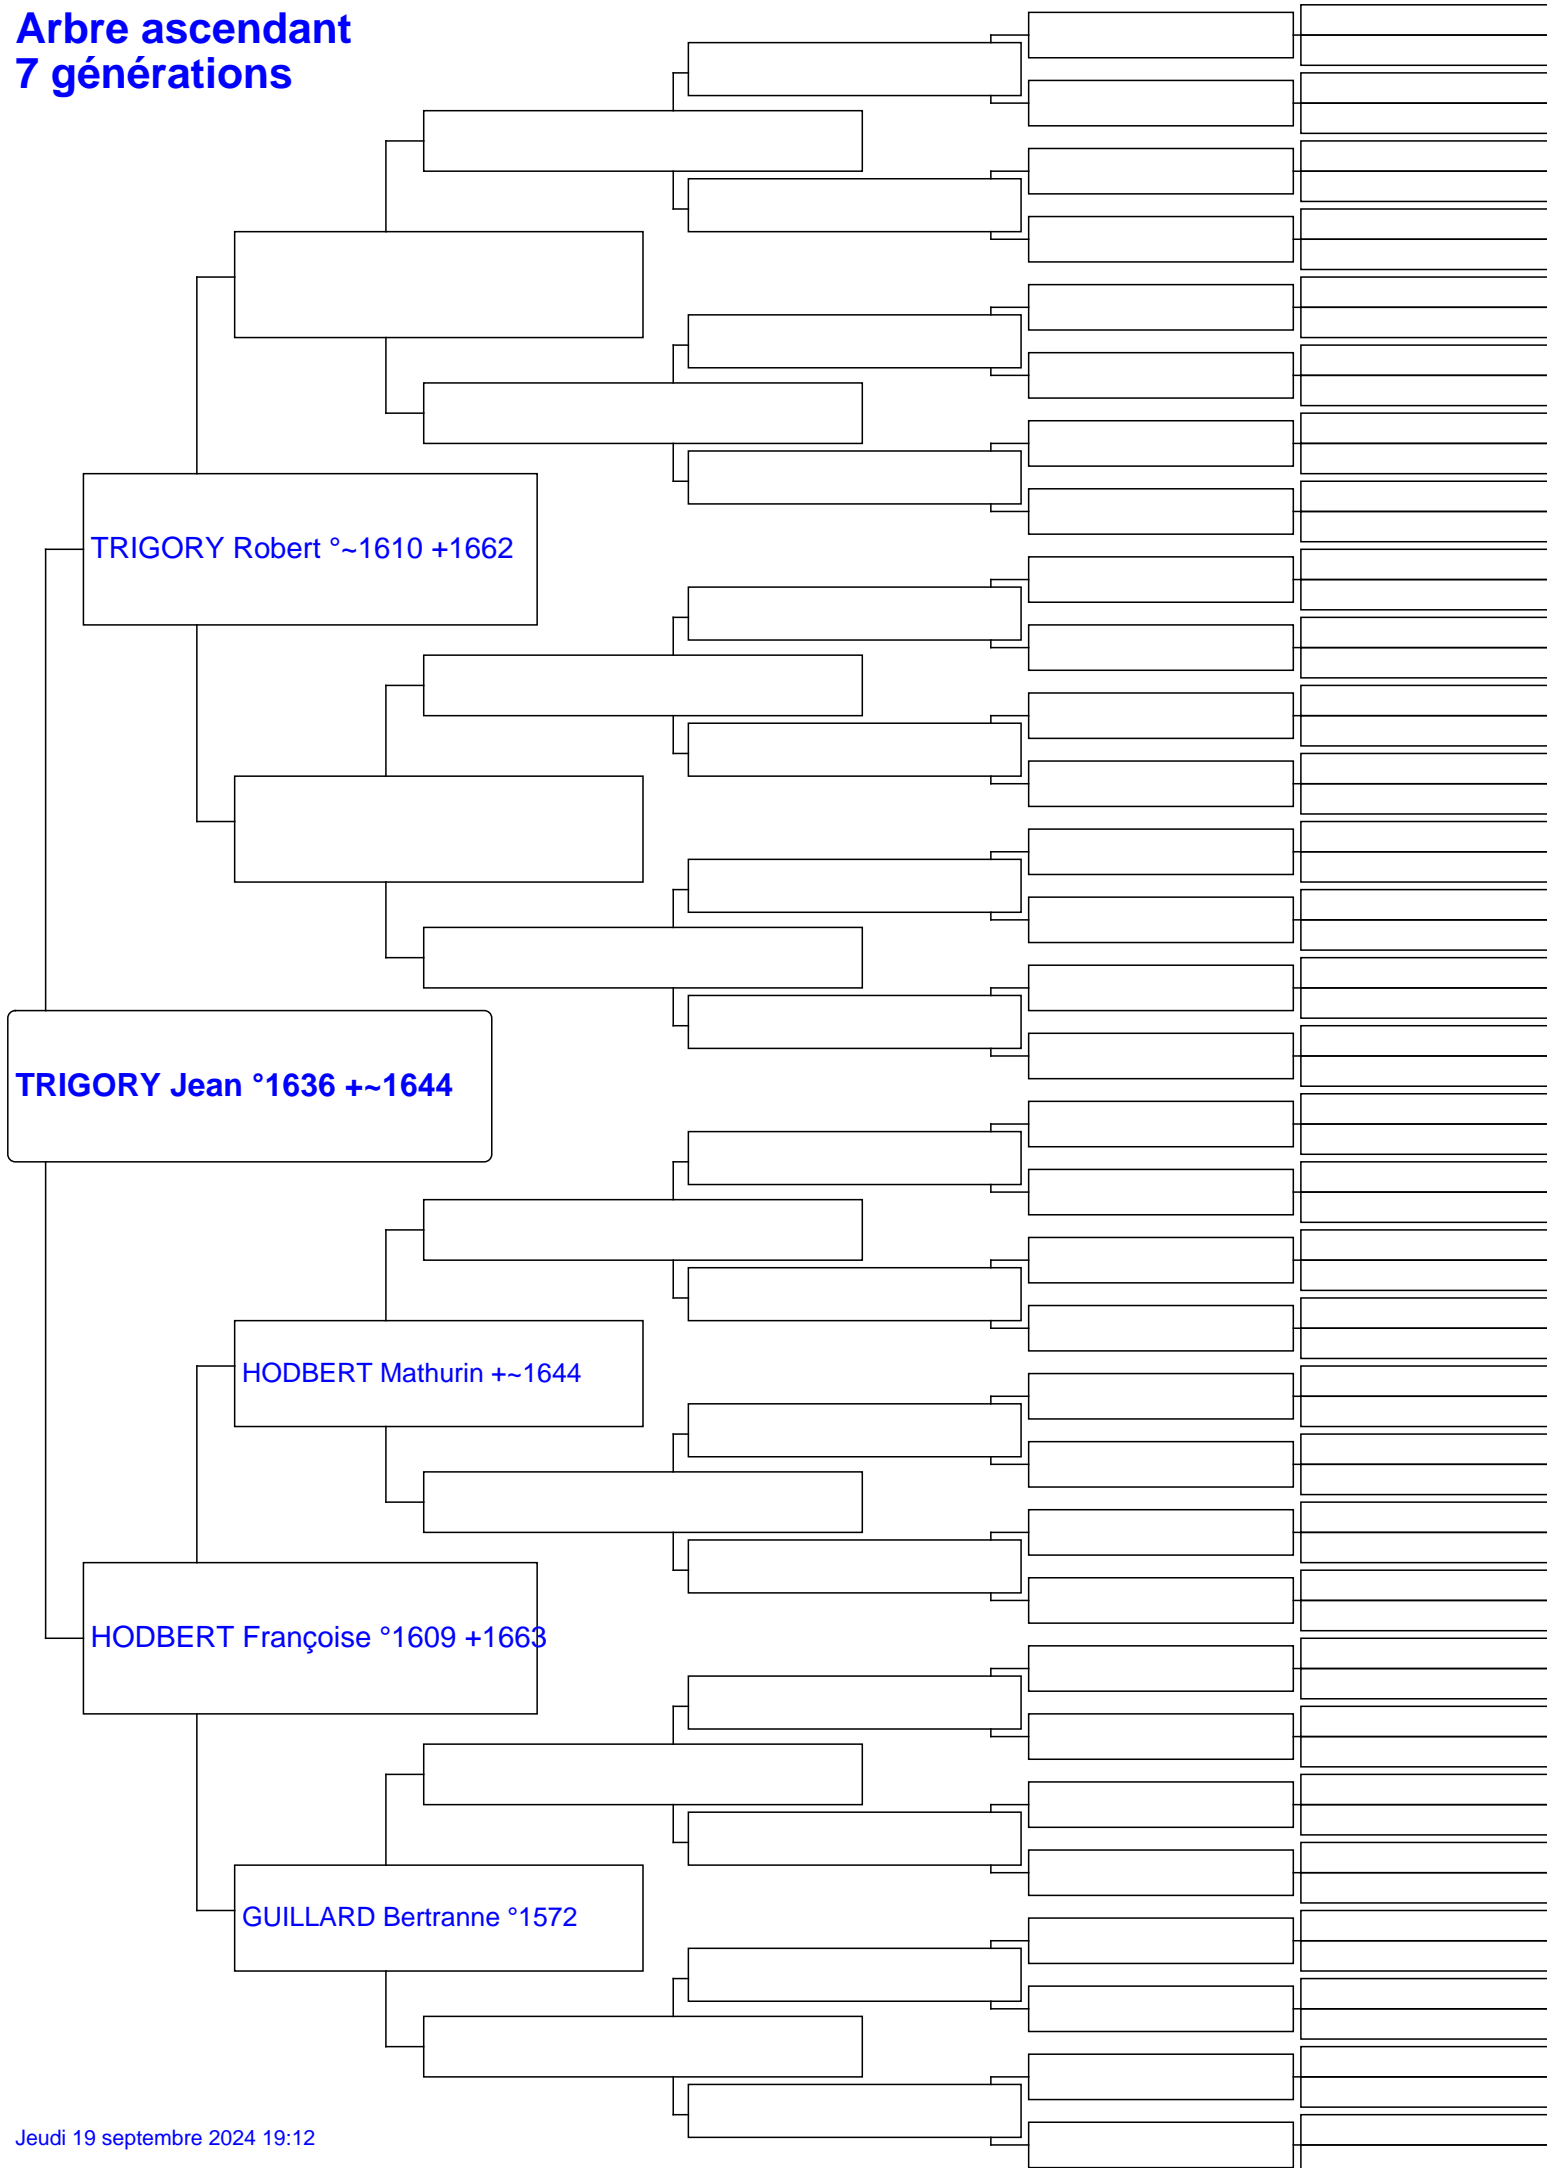 Arbre ascendant
7 générations
TRIGORY Robert °~1610 +1662
TRIGORY Jean °1636 +~1644
HODBERT Mathurin +~1644
HODBERT Françoise °1609 +1663
GUILLARD Bertranne °1572
Jeudi 19 septembre 2024 19:12